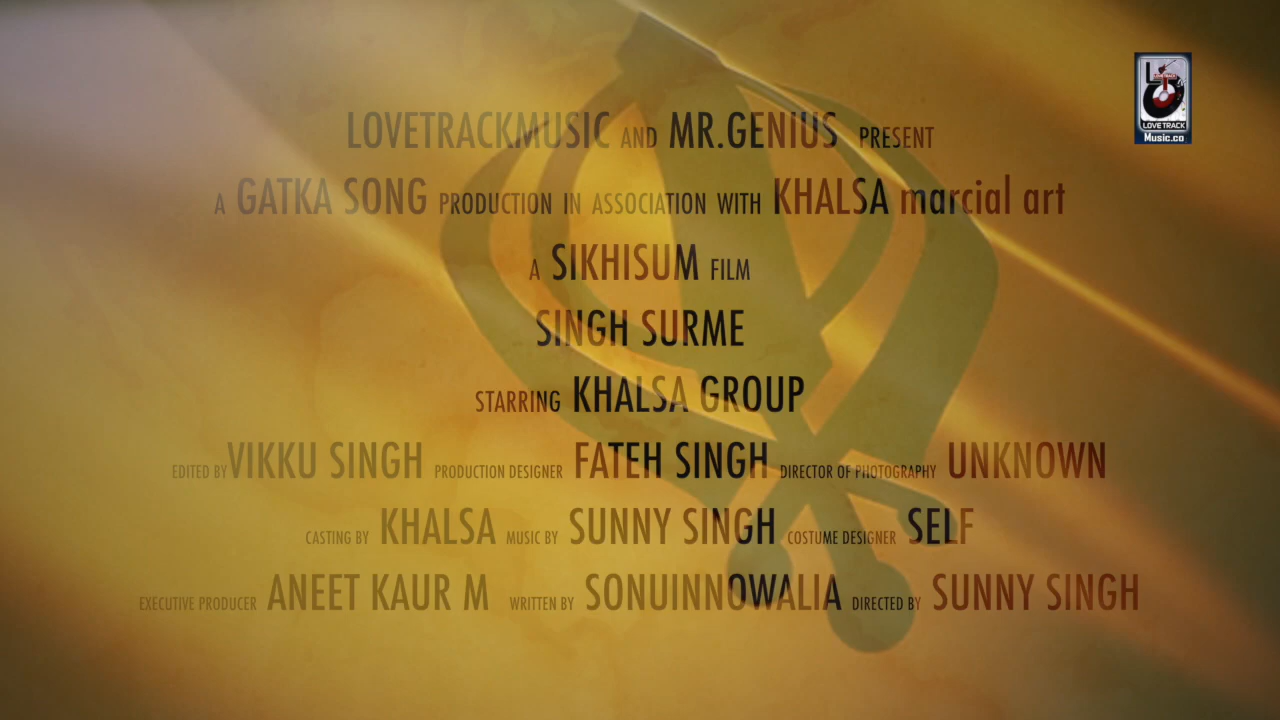 LOVETRACKMUSIC AND MR.GENIUS PRESENT
A GATKA SONG PRODUCTION IN ASSOCIATION WITH KHALSA marcial art
A SIKHISUM FILM
SINGH SURME
STARRING KHALSA GROUP
EDITED BY VIKKU SINGH PRODUCTION DESIGNER FATEH SINGH DIRECTOR OF PHOTOGRAPHY UNKNOWN
CASTING BY KHALSA MUSIC BY SUNNY SINGH COSTUME DESIGNER SELF
EXECUTIVE PRODUCER ANEET KAUR M WRITTEN BY SONUINNOWALIA DIRECTED BY SUNNY SINGH
LOVE TRACK
Music.co